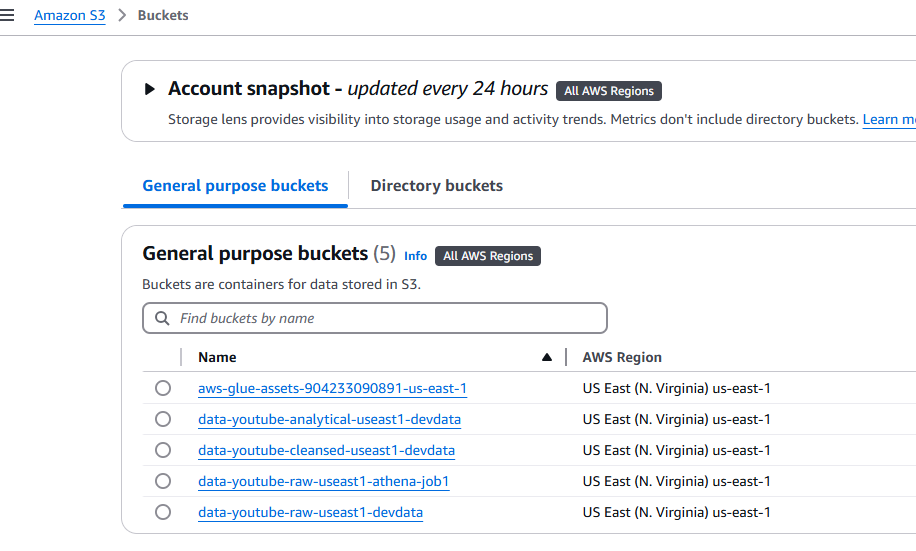 Amazon S3 > Buckets
Account snapshot - updated every 24 hours All AWS Regions
Storage lens provides visibility into storage usage and activity trends. Metrics don't include directory buckets. Learn
General purpose buckets Directory buckets
General purpose buckets (5) Info All AWS Regions
Buckets are containers for data stored in S3.
Find buckets by name
Name AWS Region
aws-glue-assets-904233090891-us-east-1 US East (N. Virginia) us-east-1
data-youtube-analytical-useast1-devdata US East (N. Virginia) us-east-1
data-youtube-cleansed-useast1-devdata US East (N. Virginia) us-east-1
data-youtube-raw-useast1-athena-job1 US East (N. Virginia) us-east-1
data-youtube-raw-useast1-devdata US East (N. Virginia) us-east-1